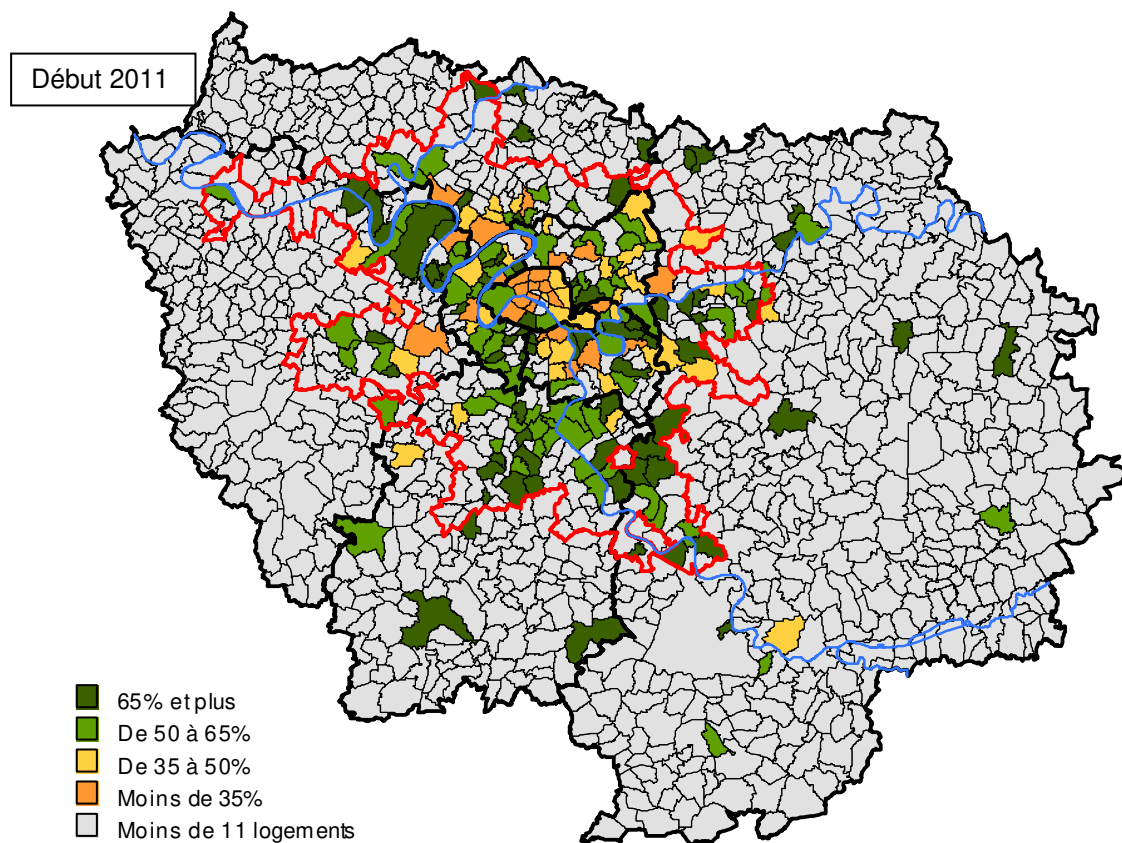 Début 2011
65% et plus
De 50 à 65%
De 35 à 50%
Moins de 35%
Moins de 11 logements